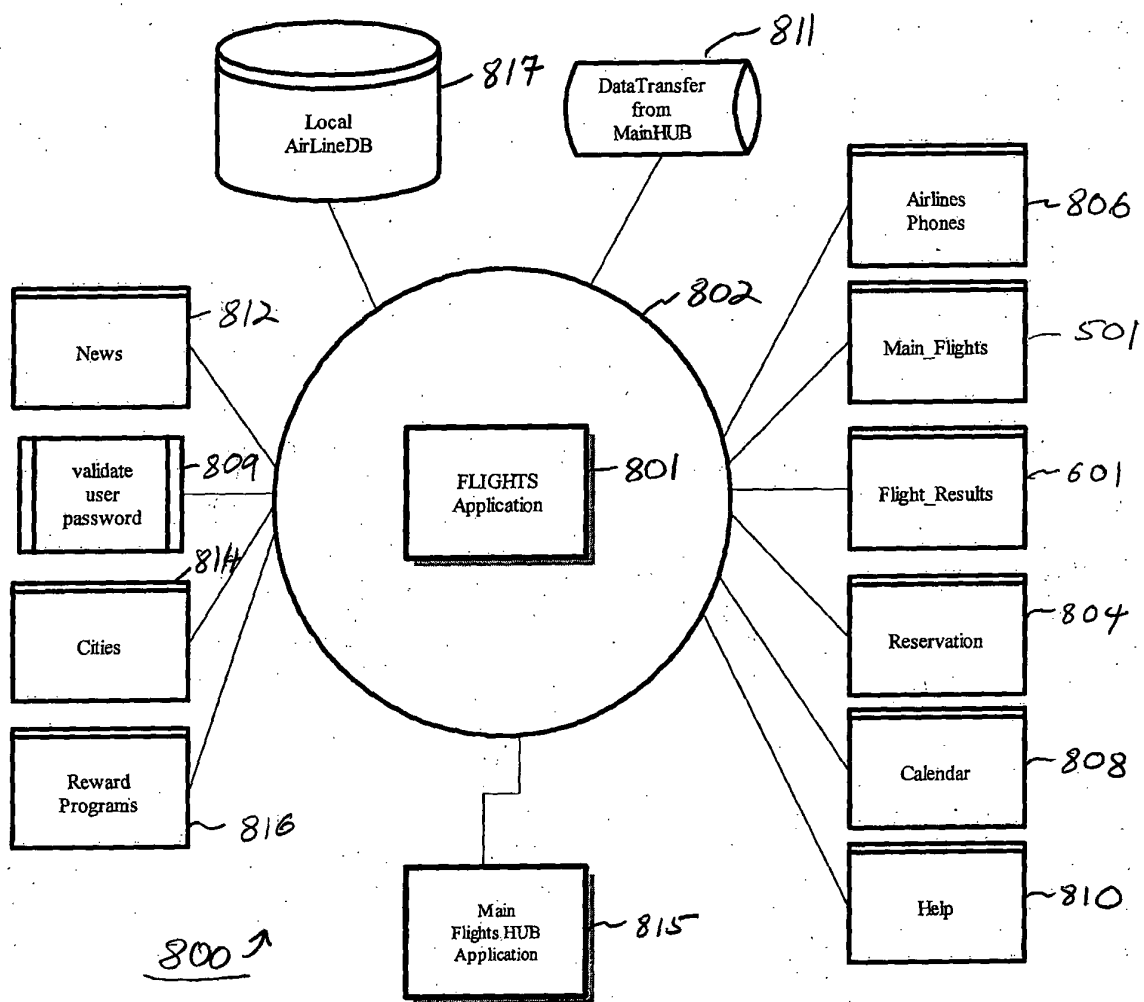 811
817
DataTransfer
from
MainHUB
Local
AirLineDB
Airlines
Phones
806
802
812
News
Main_Flights
501
validate
user
password
809
FLIGHTS
Application
801
Flight_Results
601
814
Cities
Reservation
804
Reward
Programs
816
Calendar
808
Main
Flights HUB
Application
815
Help
810
800